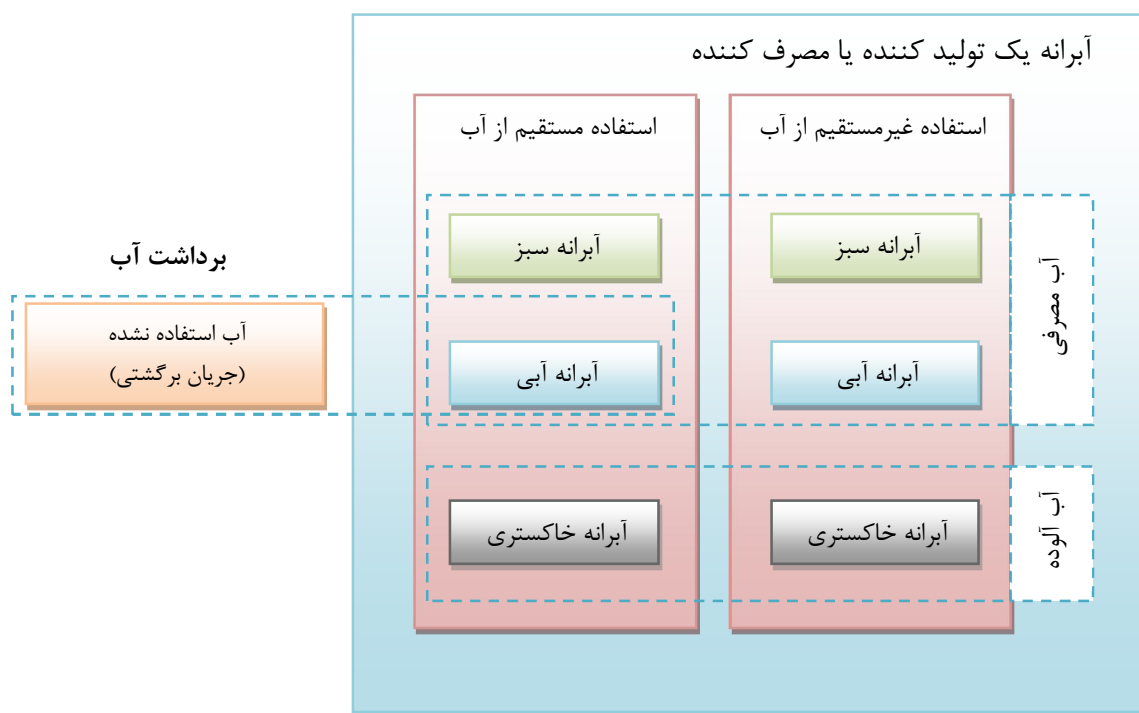 آبرانه یک تولید کننده یا مصرف کننده
استفاده غیرمستقیم از آب
استفاده مستقیم از آب
آبرانه سبز
آبرانه سبز
آب مصرفی
برداشت آب
آب استفاده نشده
(جریان برگشتی)
آبرانه آبی
آبرانه آبی
آبرانه خاکستری
آبرانه خاکستری
آب آلوده